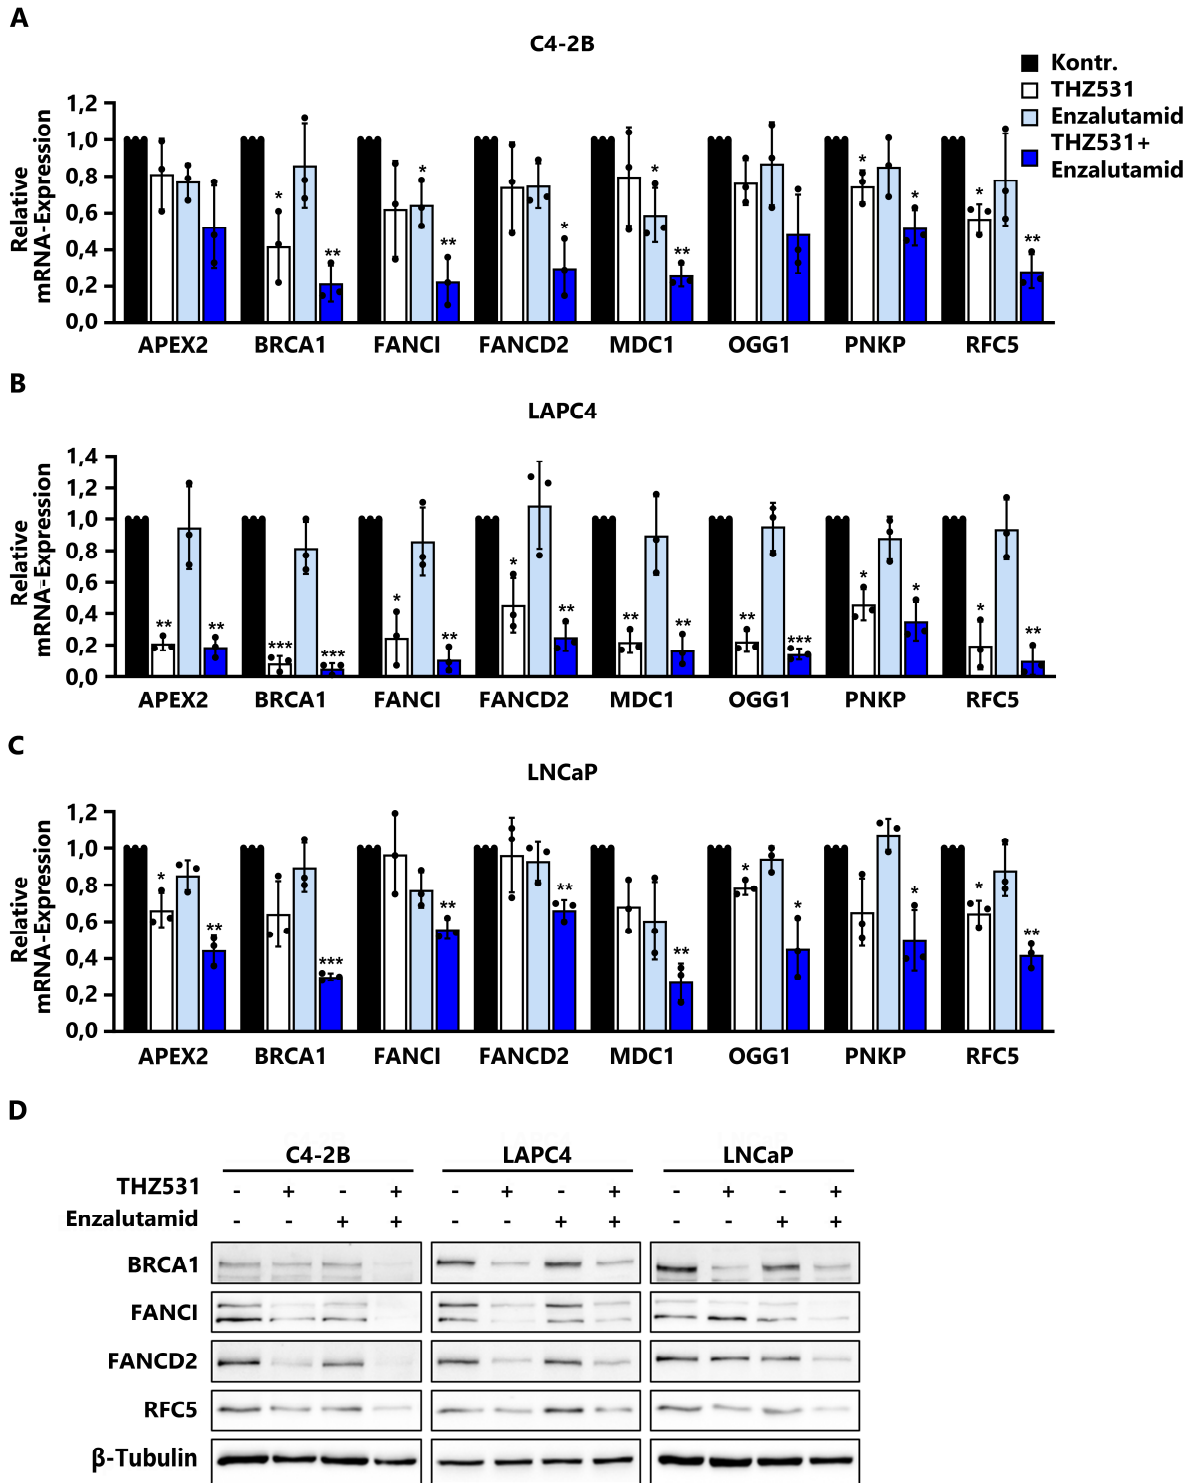 A
C4-2B
Kontr.
THZ531
Enzalutamid
THZ531+
Enzalutamid
Relative
mRNA-Expression
1,2
1,0
0,8
0,6
0,4
0,2
0,0
* ** * ** * * ** * * * **
APEX2 BRCA1 FANCI FANCD2 MDC1 OGG1 PNKP RFC5
B
LAPC4
Relative
mRNA-Expression
1,4
1,2
1,0
0,8
0,6
0,4
0,2
0,0
** ** *** *** * ** * ** ** ** ** *** * * * **
APEX2 BRCA1 FANCI FANCD2 MDC1 OGG1 PNKP RFC5
C
LNCaP
Relative
mRNA-Expression
1,2
1,0
0,8
0,6
0,4
0,2
0,0
* ** *** ** ** ** * * * * **
APEX2 BRCA1 FANCI FANCD2 MDC1 OGG1 PNKP RFC5
D
C4-2B LAPC4 LNCaP
THZ531 - + - + - + - + - + - +
Enzalutamid - - + + - - + + - - + +
BRCA1
FANCI
FANCD2
RFC5
β-Tubulin